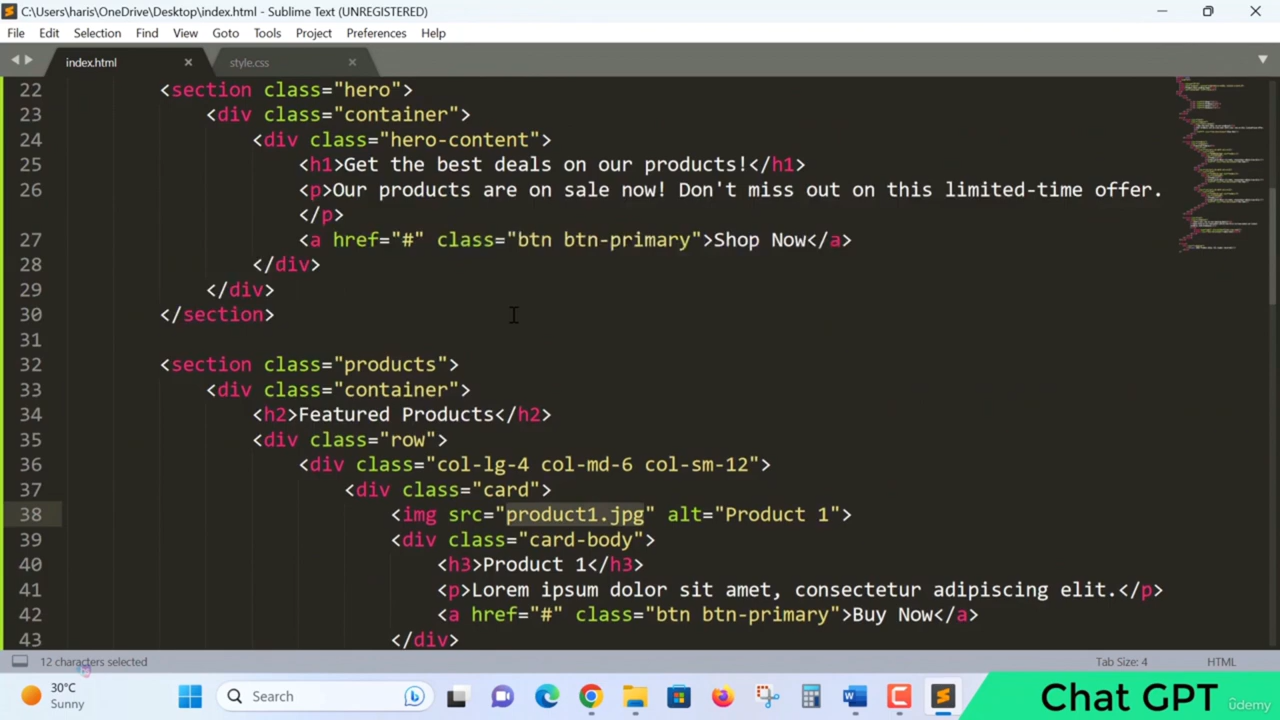 C:\Users\haris\OneDrive\Desktop\index.html - Sublime Text (UNREGISTERED)
File Edit Selection Find View Goto Tools Project Preferences Help
index.html style.css
22 <section class="hero">
23 <div class="container">
24 <div class="hero-content">
25 <h1>Get the best deals on our products!</h1>
26 <p>Our products are on sale now! Don't miss out on this limited-time offer.
</p>
27 <a href="#" class="btn btn-primary">Shop Now</a>
28 </div>
29 </div>
30 </section>
31
32 <section class="products">
33 <div class="container">
34 <h2>Featured Products</h2>
35 <div class="row">
36 <div class="col-lg-4 col-md-6 col-sm-12">
37 <div class="card">
38 <img src="product1.jpg" alt="Product 1">
39 <div class="card-body">
40 <h3>Product 1</h3>
41 <p>Lorem ipsum dolor sit amet, consectetur adipiscing elit.</p>
42 <a href="#" class="btn btn-primary">Buy Now</a>
43 </div>
12 characters selected Tab Size: 4 HTML
30°C
Sunny
Search
Chat GPT
ûdemy